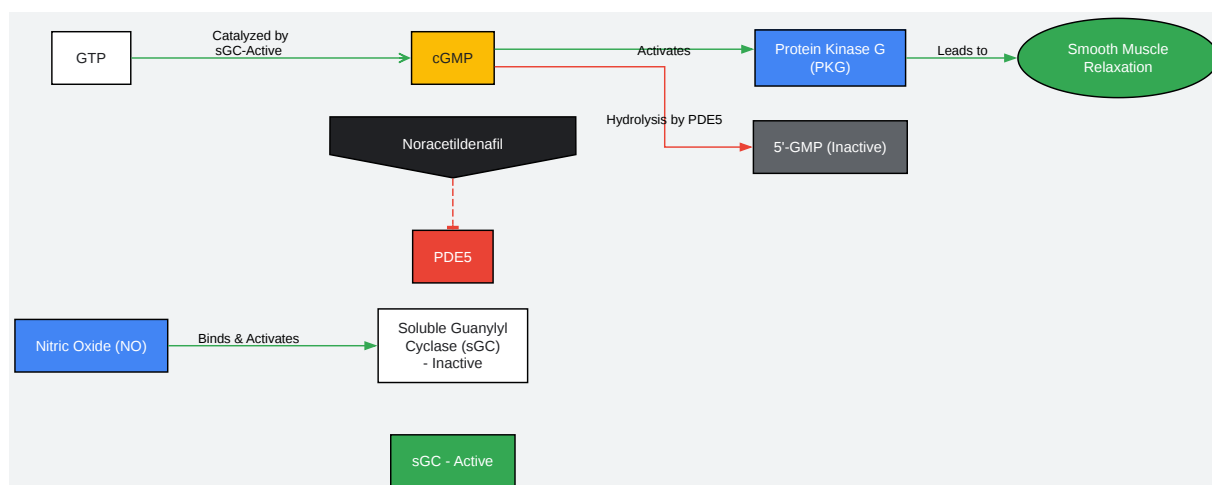 GTP
Catalyzed by
sGC-Active
cGMP
Activates
Protein Kinase G
(PKG)
Leads to
Smooth Muscle
Relaxation
Hydrolysis by PDE5
5'-GMP (Inactive)
Noracetildenafil
PDE5
Nitric Oxide (NO)
Binds & Activates
Soluble Guanylyl
Cyclase (sGC)
- Inactive
sGC - Active